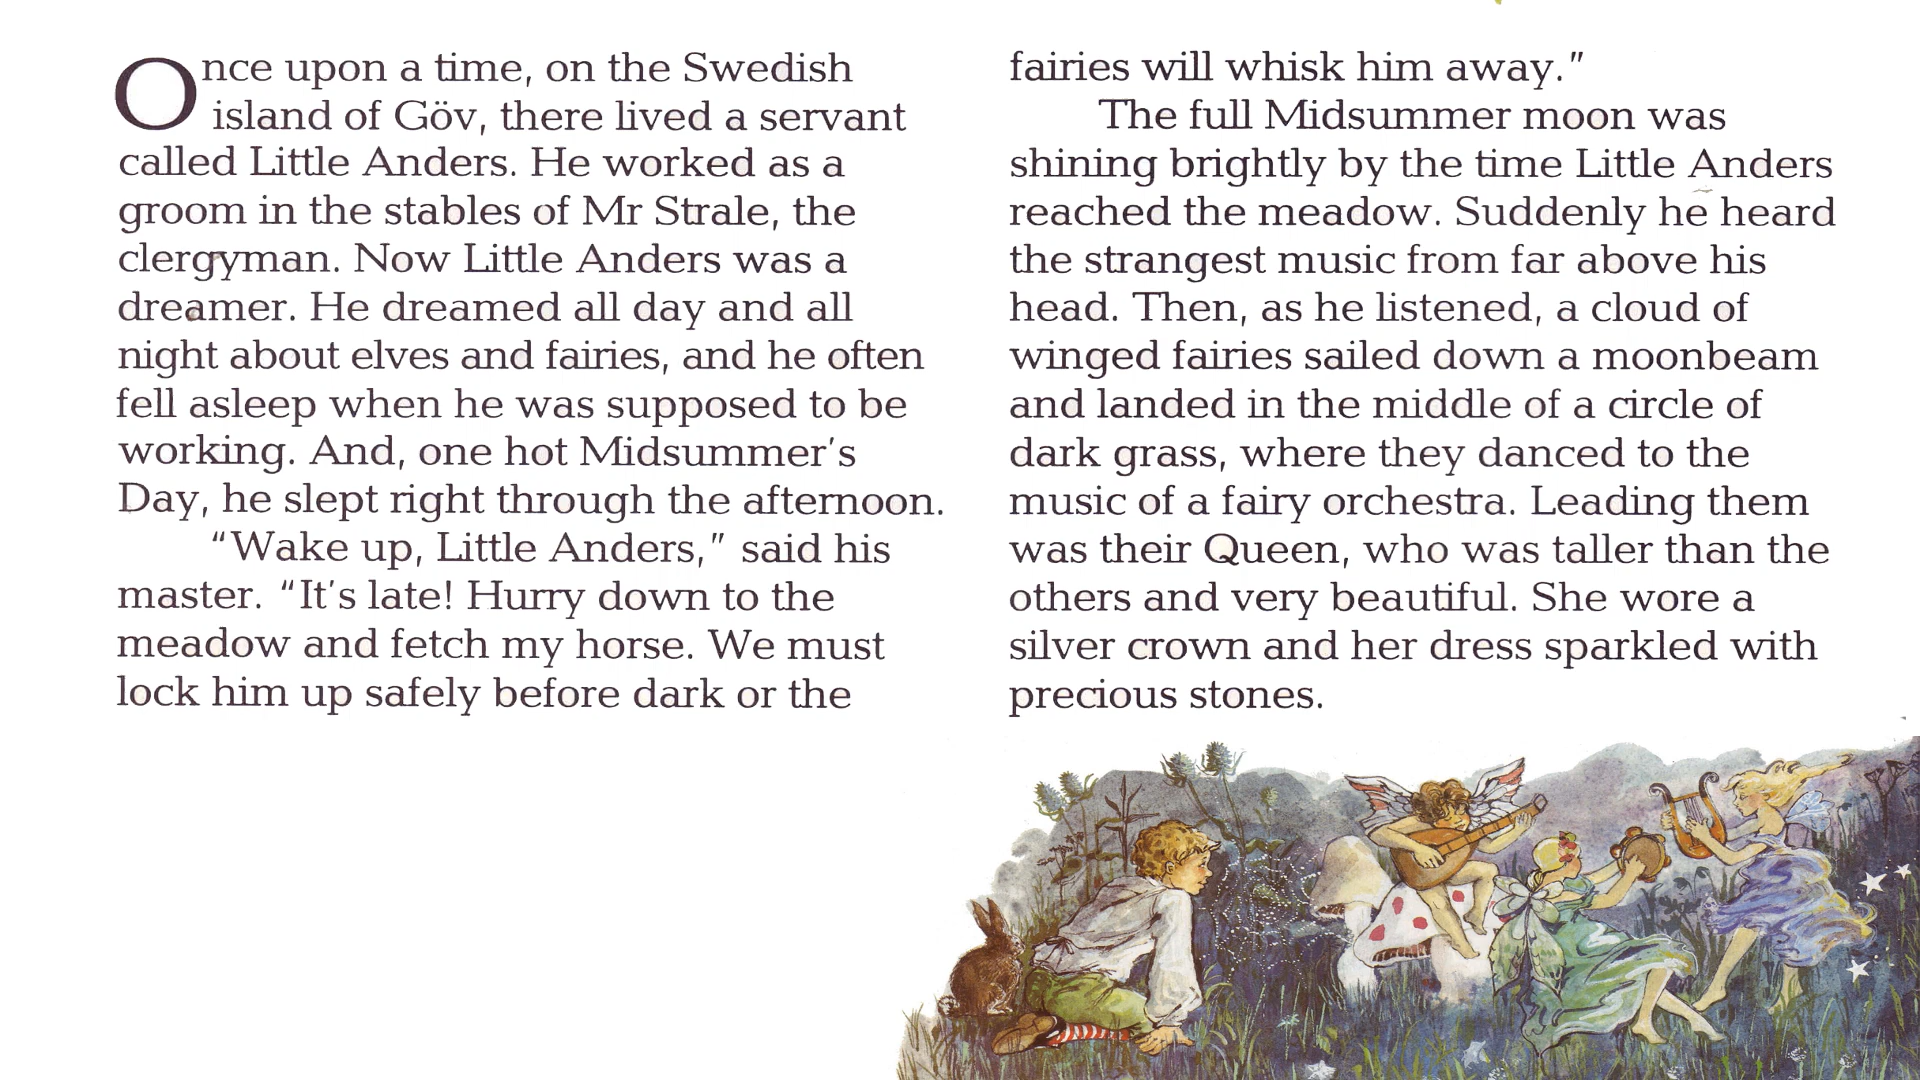 Once upon a time, on the Swedish
island of Göv, there lived a servant
called Little Anders. He worked as a
groom in the stables of Mr Strale, the
clergyman. Now Little Anders was a
dreamer. He dreamed all day and all
night about elves and fairies, and he often
fell asleep when he was supposed to be
working. And, one hot Midsummer's
Day, he slept right through the afternoon.
“Wake up, Little Anders,” said his
master. “It's late! Hurry down to the
meadow and fetch my horse. We must
lock him up safely before dark or the
fairies will whisk him away.”
The full Midsummer moon was
shining brightly by the time Little Anders
reached the meadow. Suddenly he heard
the strangest music from far above his
head. Then, as he listened, a cloud of
winged fairies sailed down a moonbeam
and landed in the middle of a circle of
dark grass, where they danced to the
music of a fairy orchestra. Leading them
was their Queen, who was taller than the
others and very beautiful. She wore a
silver crown and her dress sparkled with
precious stones.